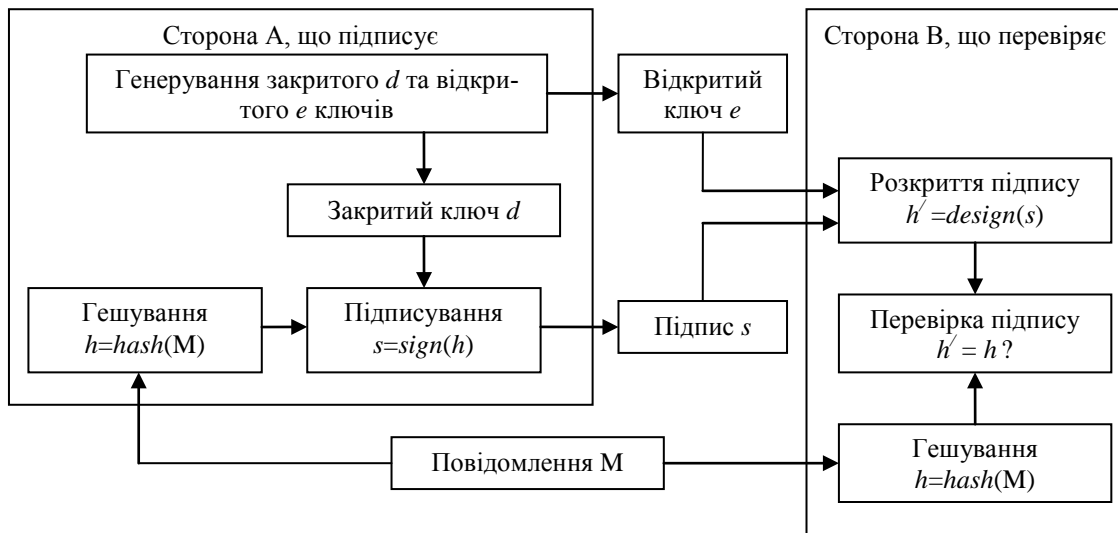 Сторона А, що підписує
Генерування закритого d та відкри-
того e ключів
Закритий ключ d
Гешування
h=hash(М)
Підписування
s=sign(h)
Відкритий
ключ e
Підпис s
Повідомлення М
Сторона В, що перевіряє
Розкриття підпису
h′ =design(s)
Перевірка підпису
h′ = h ?
Гешування
h=hash(М)